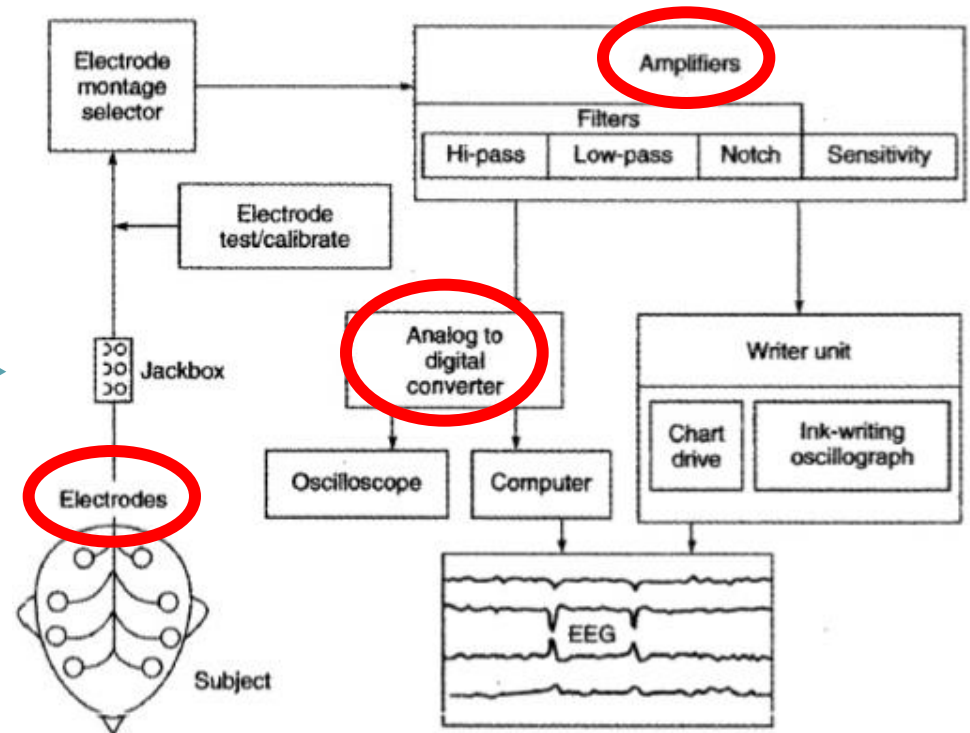 Electrode
montage
selector
Amplifiers
Filters
Hi-pass
Low-pass
Notch
Sensitivity
Electrode
test/calibrate
Analog to
digital
converter
Writer unit
Jackbox
Chart
drive
Ink-writing
oscillograph
Oscilloscope
Computer
Electrodes
EEG
Subject